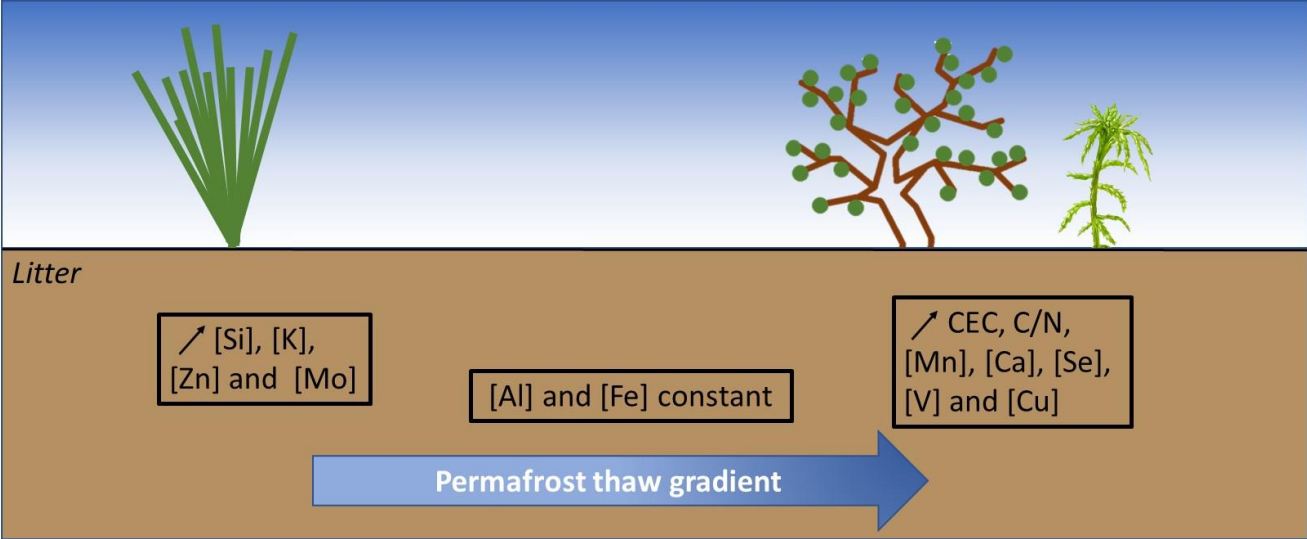 Litter
↗ [Si], [K],
[Zn] and [Mo]
[Al] and [Fe] constant
↗ CEC, C/N,
[Mn], [Ca], [Se],
[V] and [Cu]
Permafrost thaw gradient